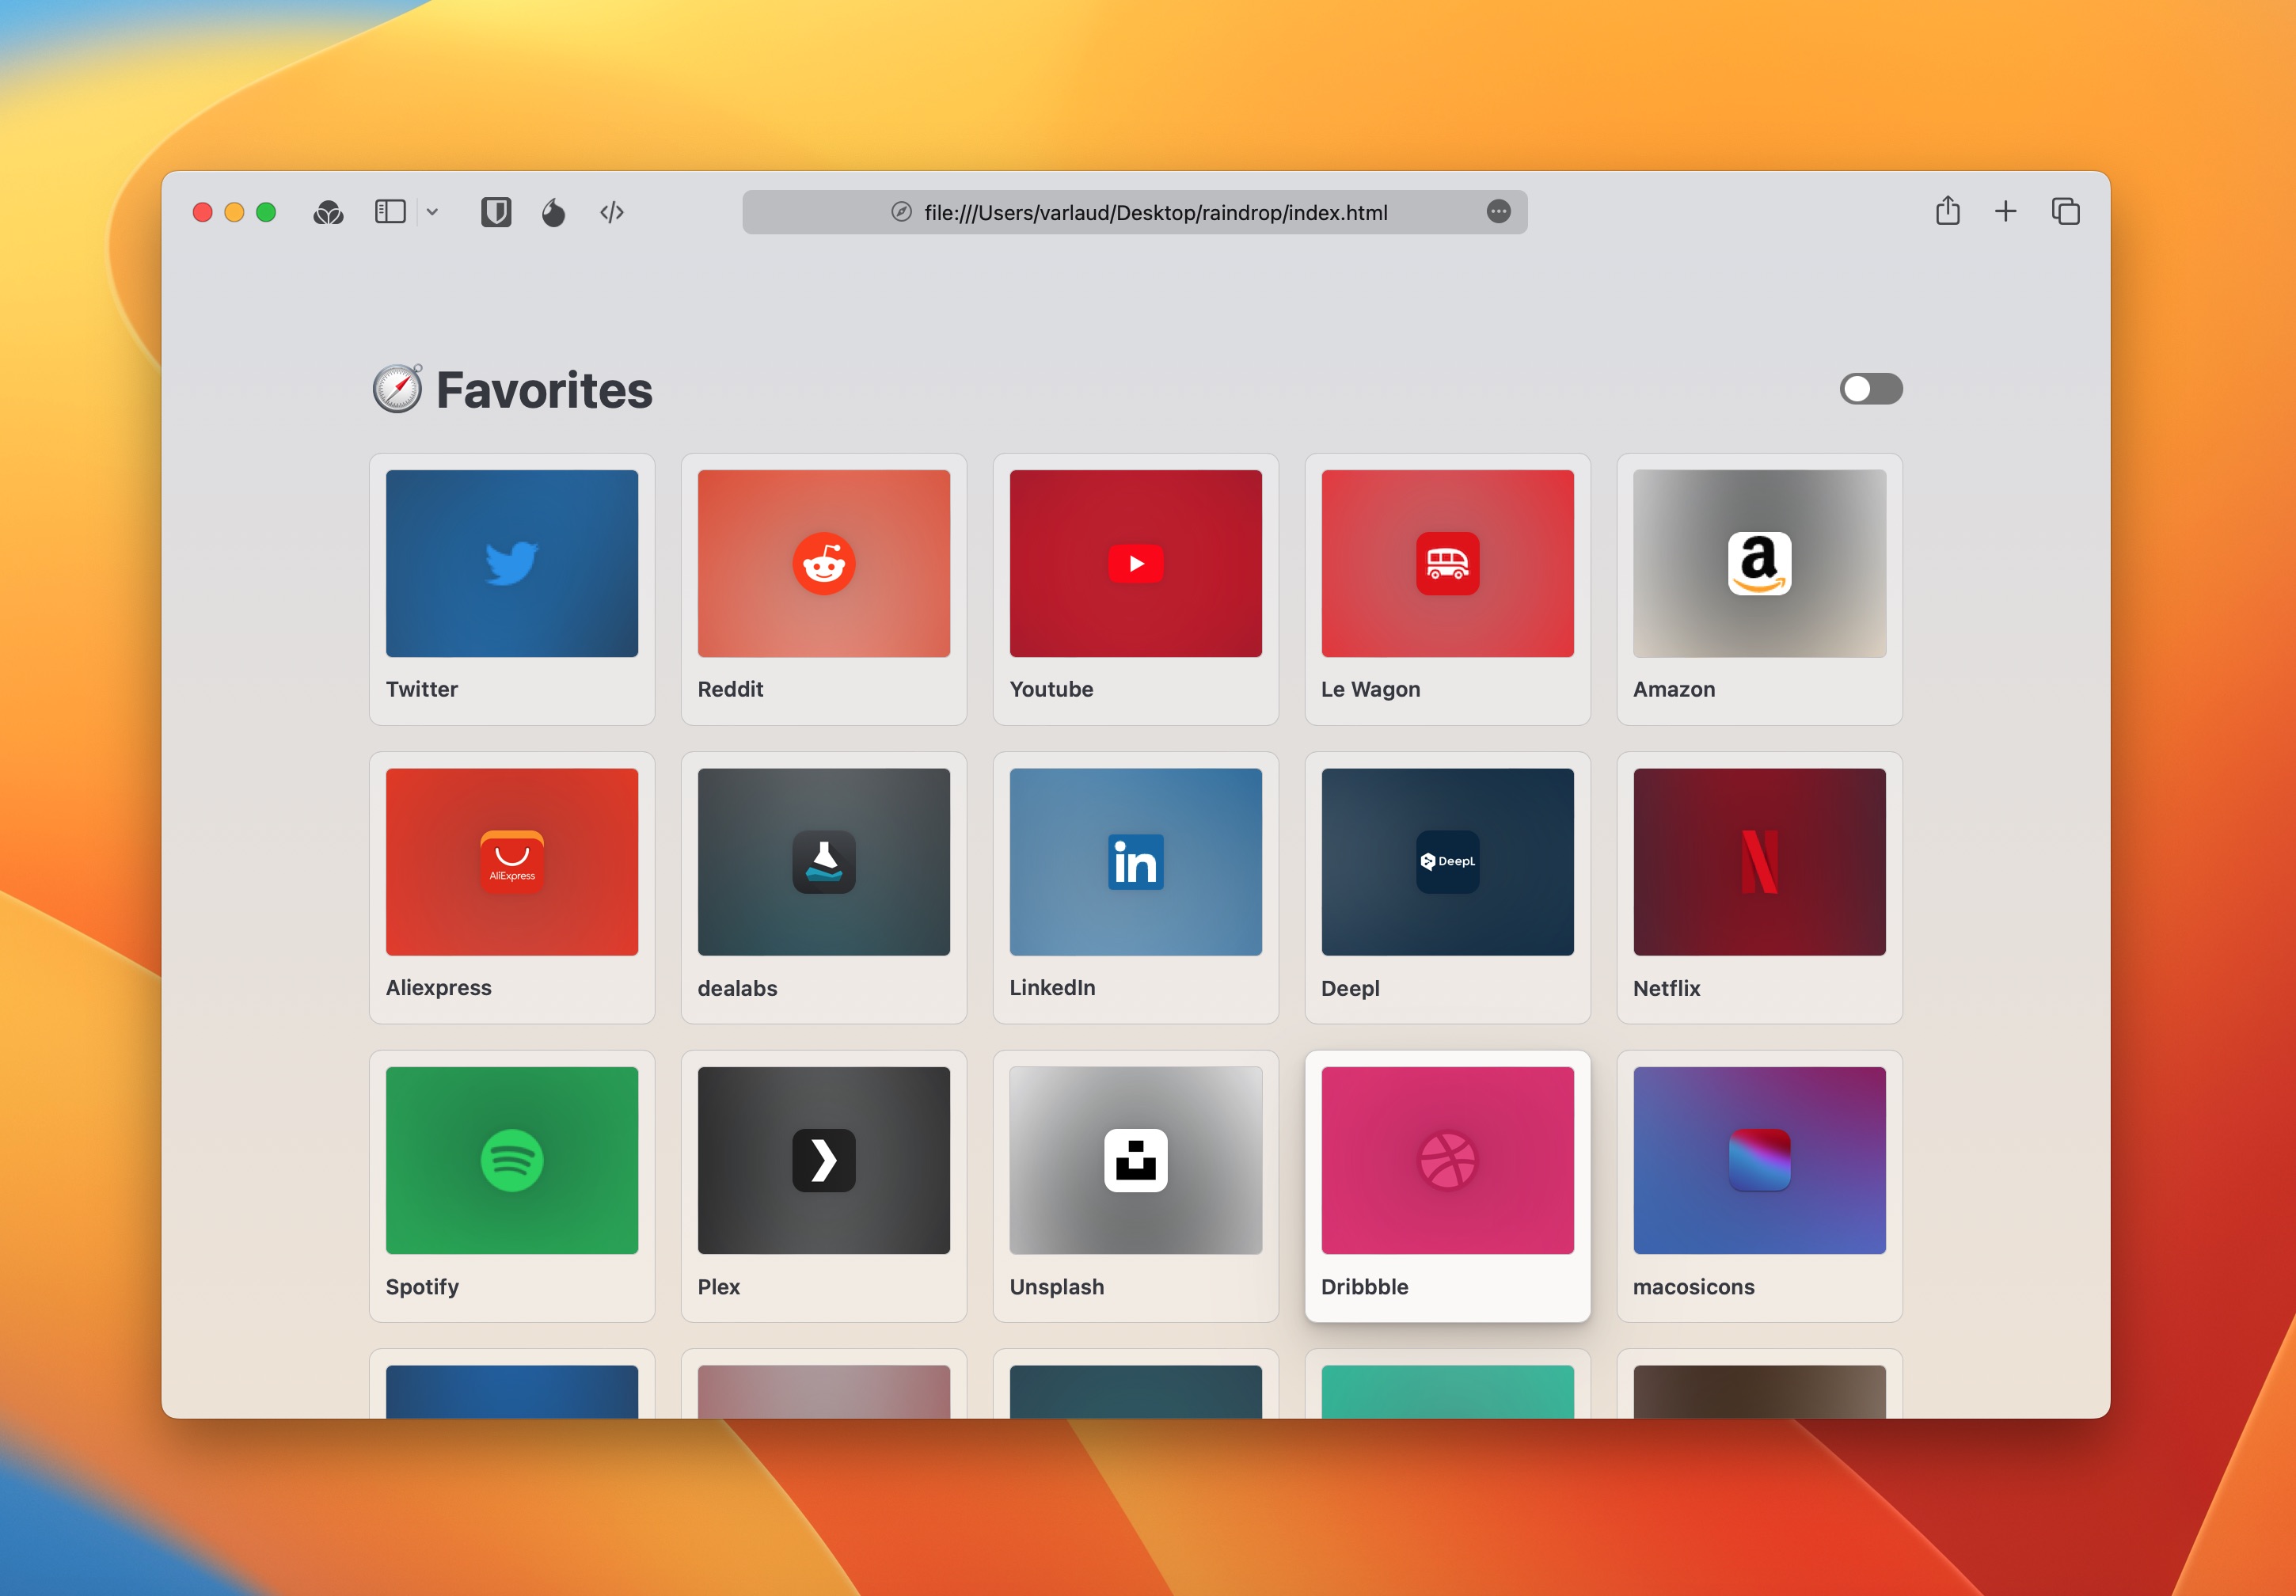 file:///Users/varlaud/Desktop/raindrop/index.html
Favorites
Twitter
Reddit
Youtube
Le Wagon
a
Amazon
AliExpress
in
DeepL
N
Aliexpress
dealabs
LinkedIn
Deepl
Netflix
Spotify
Plex
Unsplash
Dribbble
macosicons